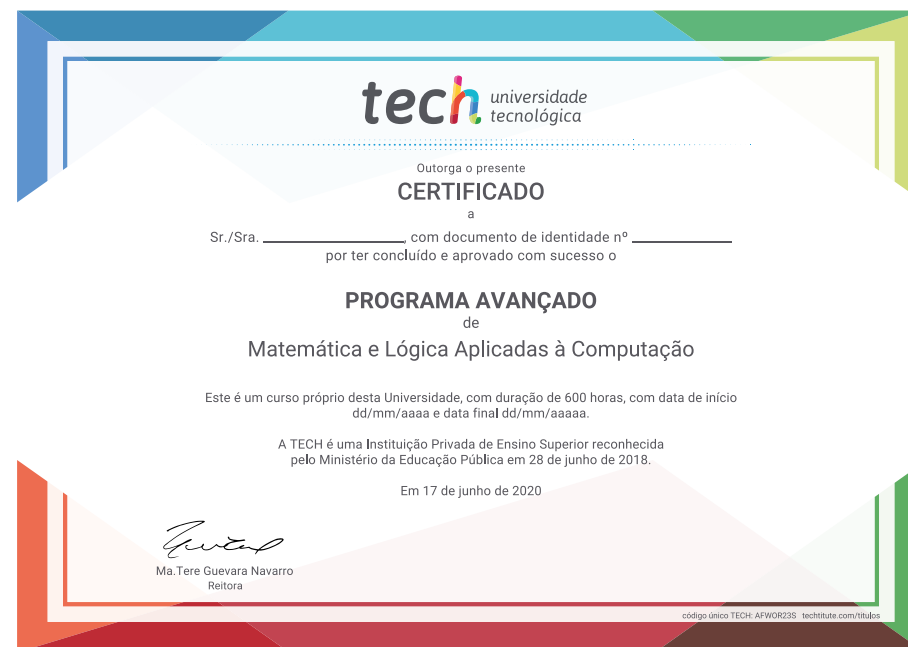 tech universidade
tecnológica
Outorga o presente
CERTIFICADO
a
Sr./Sra. , com documento de identidade nº
por ter concluído e aprovado com sucesso o
PROGRAMA AVANÇADO
de
Matemática e Lógica Aplicadas à Computação
Este é um curso próprio desta Universidade, com duração de 600 horas, com data de início
dd/mm/aaaa e data final dd/mm/aaaaa.
A TECH é uma Instituição Privada de Ensino Superior reconhecida
pelo Ministério da Educação Pública em 28 de junho de 2018.
Em 17 de junho de 2020
Ma.Tere Guevara Navarro
Reitora
código único TECH: AFWOR23S techtitute.com/titulos